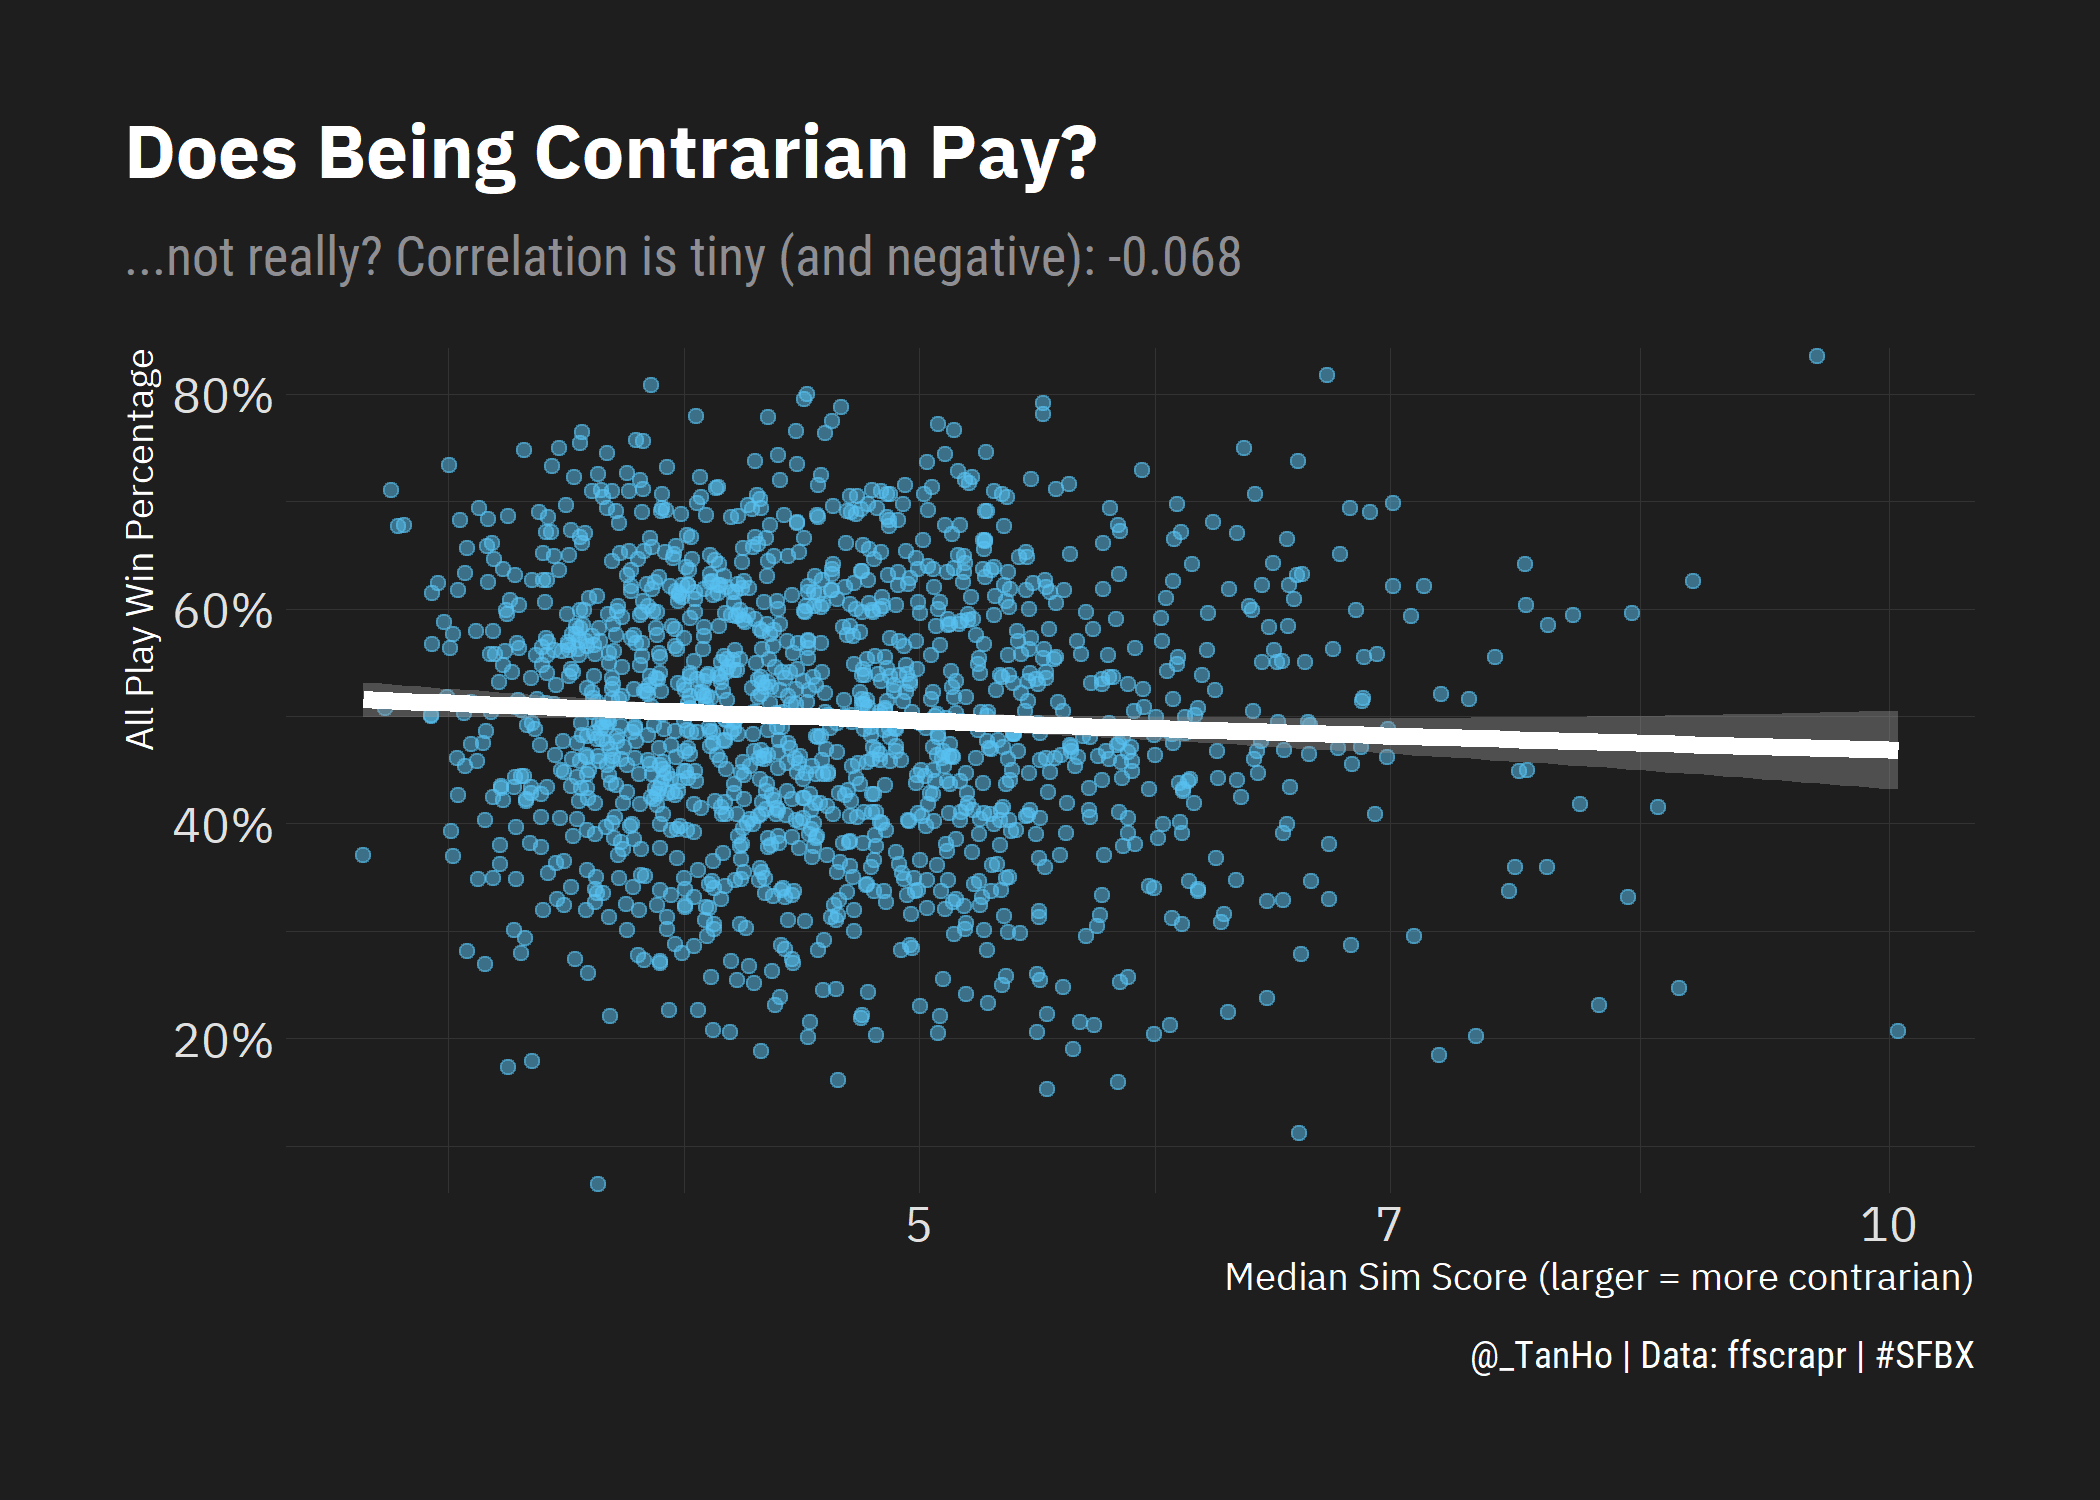 Does Being Contrarian Pay?
...not really? Correlation is tiny (and negative): -0.068
All Play Win Percentage
80%
60%
40%
20%
5
7
10
Median Sim Score (larger = more contrarian)
@_TanHo | Data: ffscrapr | #SFBX